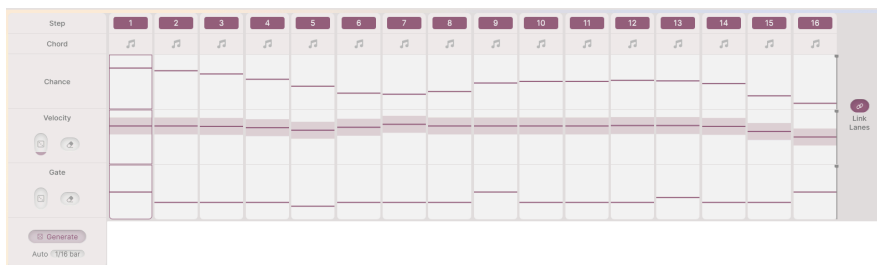 Step 1 2 3 4 5 6 7 8 9 10 11 12 13 14 15 16
Chord
Chance
Velocity
Link
Lanes
Gate
Generate
Auto 1/16 bar